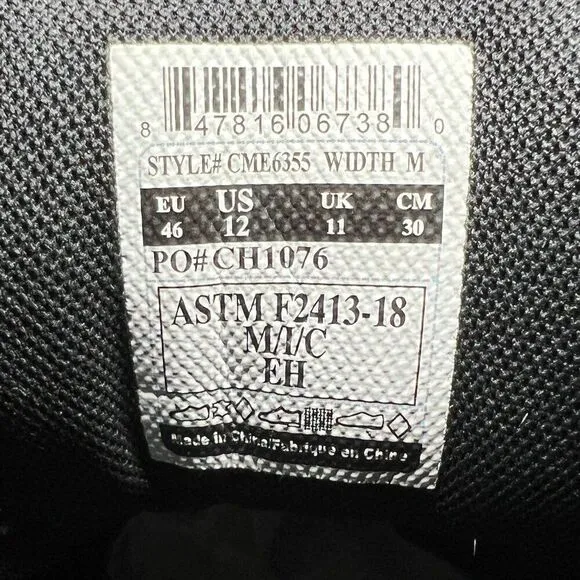 8 47816 06738 0
STYLE# CME6355 WIDTH M
EU US UK CM
46 12 11 30
PO# CH1076
ASTM F2413-18
M/I/C
EH
Made in China/Fabriqué en Chine